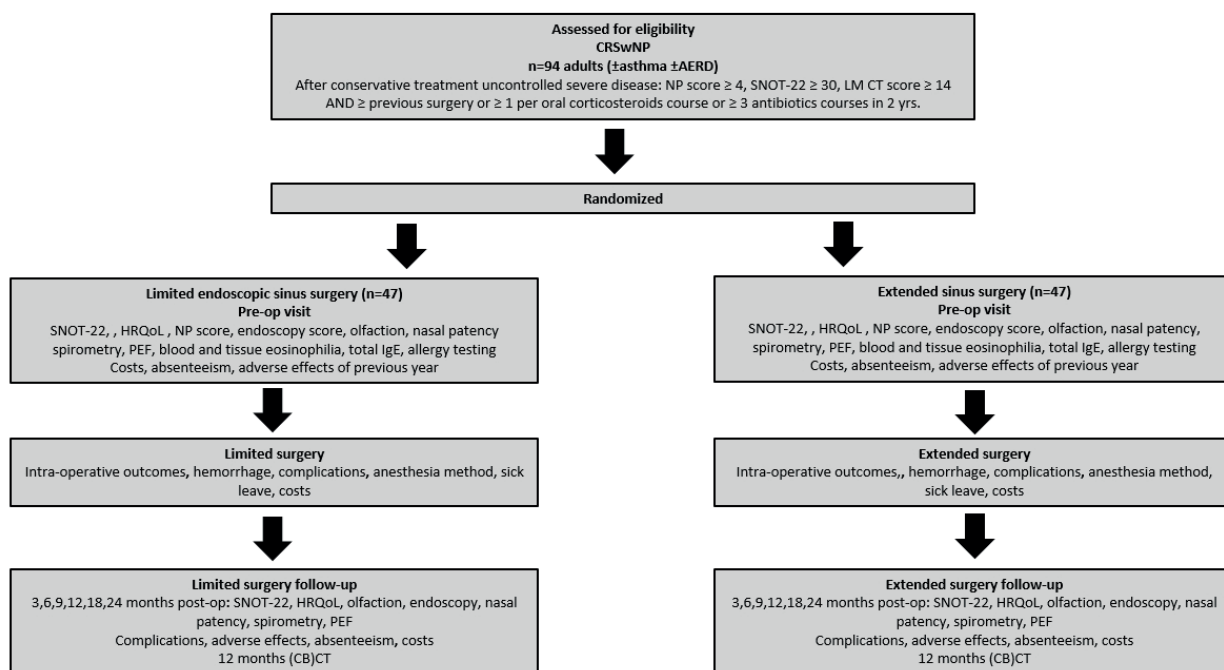 Assessed for eligibility
CRSwNP
n=94 adults (±asthma ±AERD)
After conservative treatment uncontrolled severe disease: NP score ≥ 4, SNOT-22 ≥ 30, LM CT score ≥ 14
AND ≥ previous surgery or ≥ 1 per oral corticosteroids course or ≥ 3 antibiotics courses in 2 yrs.
Randomized
Limited endoscopic sinus surgery (n=47)
Pre-op visit
SNOT-22, , HRQoL , NP score, endoscopy score, olfaction, nasal patency
spirometry, PEF, blood and tissue eosinophilia, total IgE, allergy testing
Costs, absenteeism, adverse effects of previous year
Extended sinus surgery (n=47)
Pre-op visit
SNOT-22, , HRQoL , NP score, endoscopy score, olfaction, nasal patency,
spirometry, PEF, blood and tissue eosinophilia, total IgE, allergy testing
Costs, absenteeism, adverse effects of previous year
Limited surgery
Intra-operative outcomes, hemorrhage, complications, anesthesia method, sick
leave, costs
Extended surgery
Intra-operative outcomes,, hemorrhage, complications, anesthesia method,
sick leave, costs
Limited surgery follow-up
3,6,9,12,18,24 months post-op: SNOT-22, HRQoL, olfaction, endoscopy, nasal
patency, spirometry, PEF
Complications, adverse effects, absenteeism, costs
12 months (CB)CT
Extended surgery follow-up
3,6,9,12,18,24 months post-op: SNOT-22, HRQoL, olfaction, endoscopy, nasal
patency, spirometry, PEF
Complications, adverse effects, absenteeism, costs
12 months (CB)CT